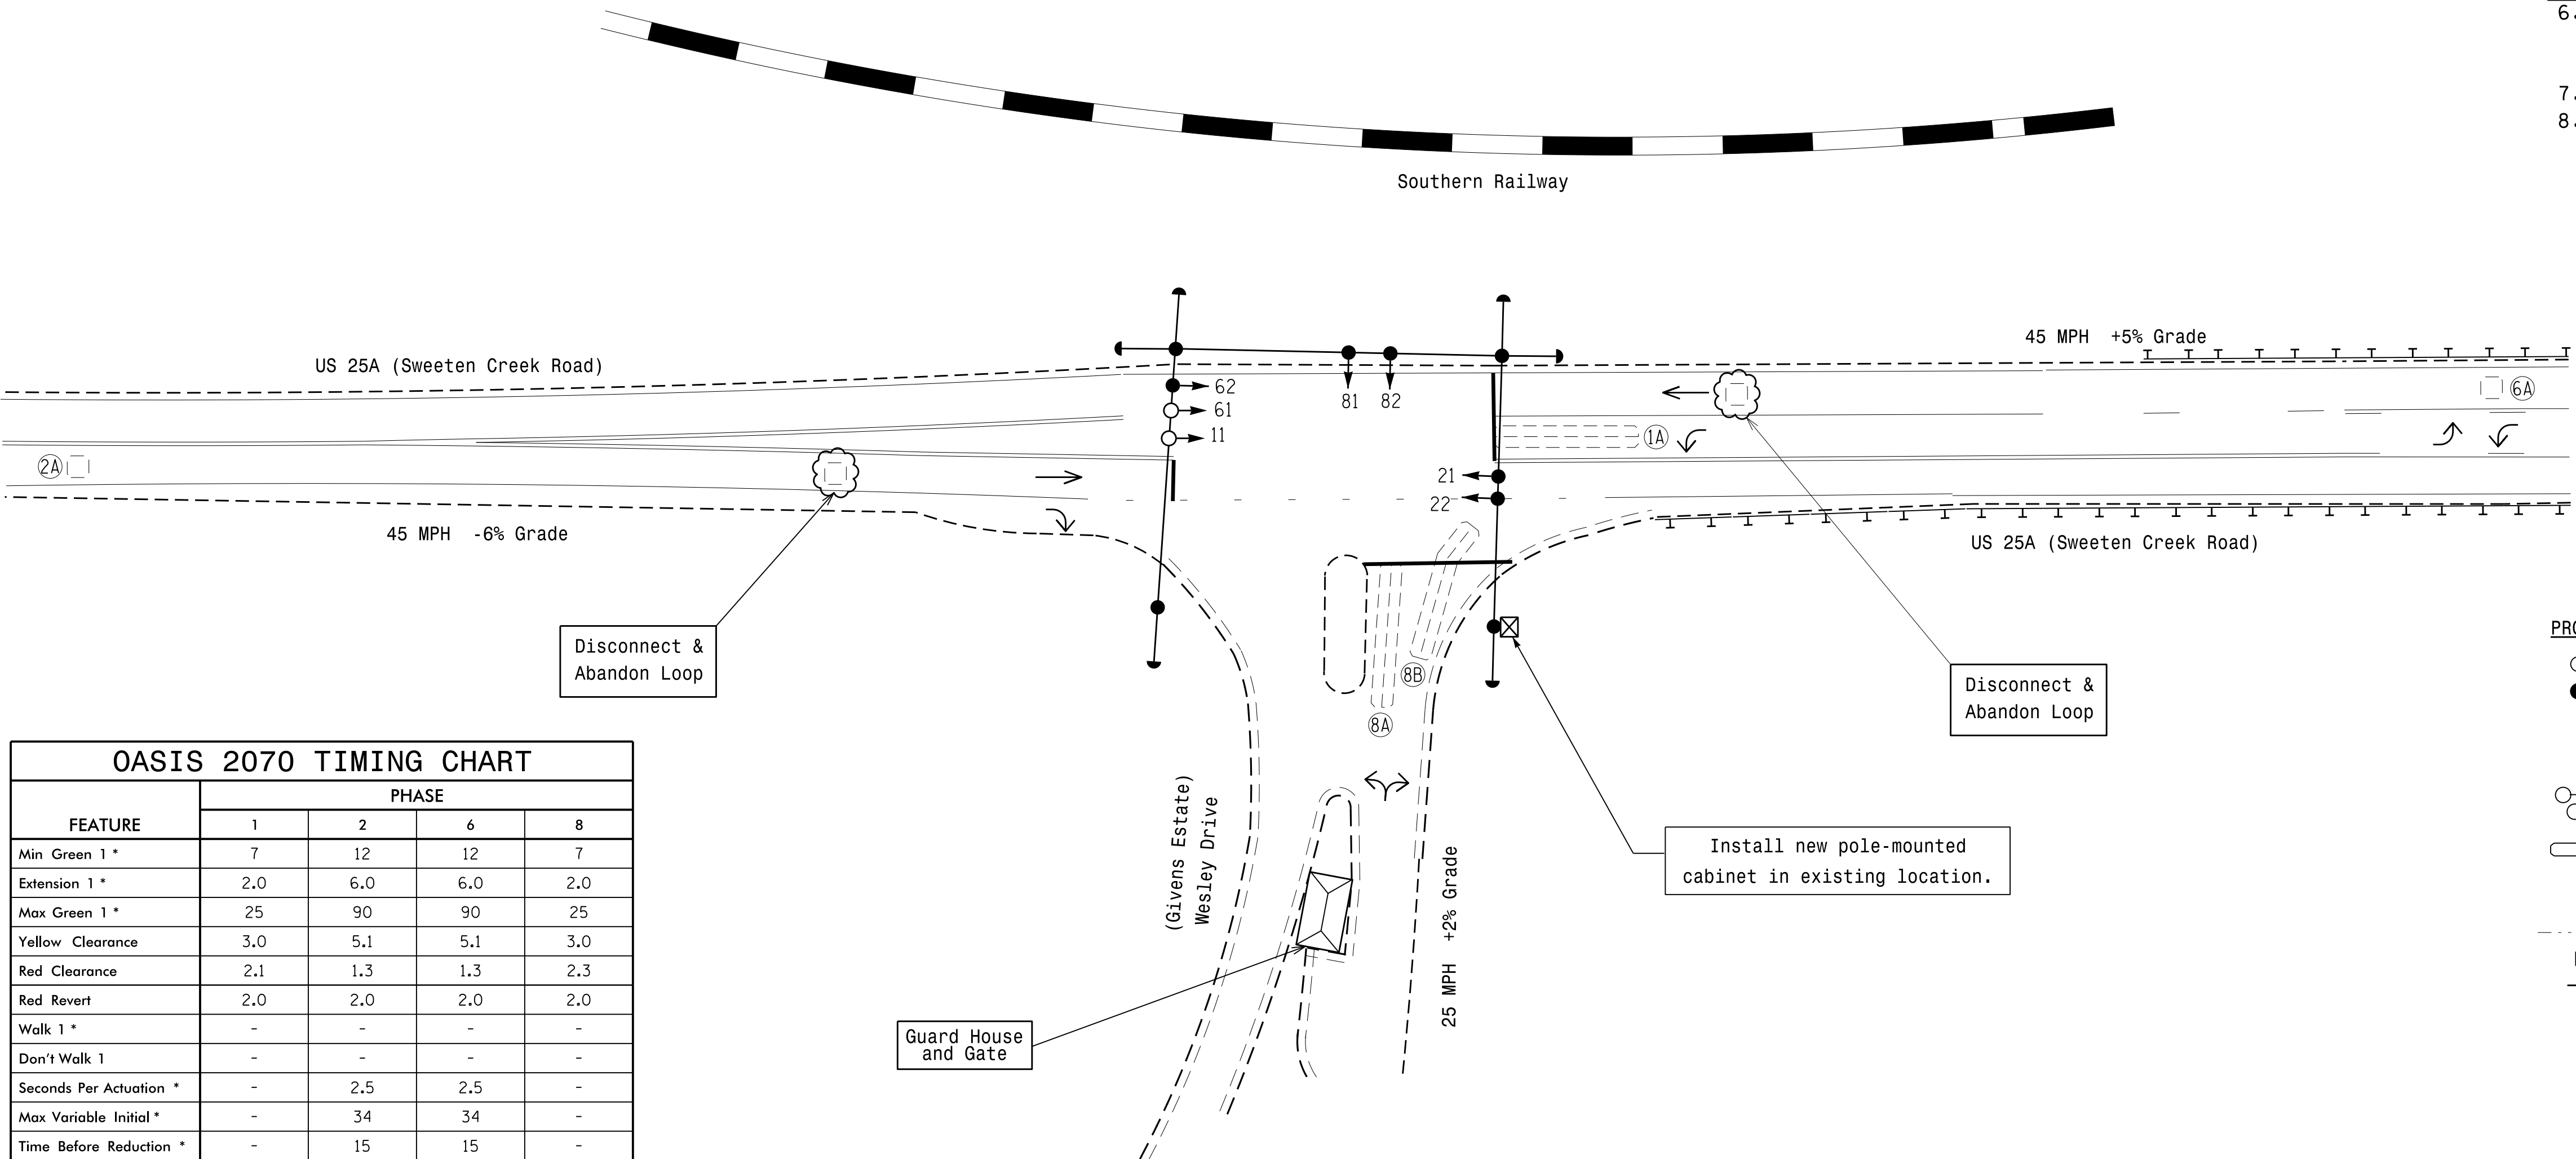 6.
7.
8.
Southern Railway
45 MPH  +5% Grade
US 25A (Sweeten Creek Road)
62
61
11
81
82
6A
1A
2A
21
22
45 MPH  -6% Grade
US 25A (Sweeten Creek Road)
Disconnect &
Abandon Loop
Disconnect &
Abandon Loop
8B
8A
PRO
Install new pole-mounted
cabinet in existing location.
(Givens Estate)
Wesley Drive
25 MPH  +2% Grade
Guard House
and Gate
OASIS 2070 TIMING CHART
PHASE
FEATURE 1 2 6 8
Min Green 1 * 7 12 12 7
Extension 1 * 2.0 6.0 6.0 2.0
Max Green 1 * 25 90 90 25
Yellow Clearance 3.0 5.1 5.1 3.0
Red Clearance 2.1 1.3 1.3 2.3
Red Revert 2.0 2.0 2.0 2.0
Walk 1 * - - - -
Don't Walk 1 - - - -
Seconds Per Actuation * - 2.5 2.5 -
Max Variable Initial * - 34 34 -
Time Before Reduction * - 15 15 -